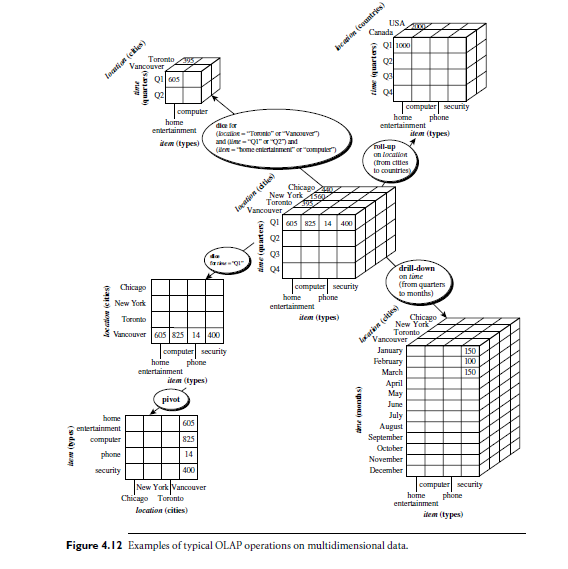 location (cities)
Toronto 395
Vancouver
time
(quarters)
Q1 605
Q2
computer
home
entertainment
item (types)
location (countries)
USA 2000
Canada
time (quarters)
Q1 1000
Q2
Q3
Q4
computer security
home phone
entertainment
item (types)
dice for
(location = "Toronto" or "Vancouver")
and (time = "Q1" or "Q2") and
(item = "home entertainment" or "computer")
roll-up
on location
(from cities
to countries)
location (cities)
Chicago 440
New York 1560
Toronto 395
Vancouver
time (quarters)
Q1 605 825 14 400
Q2
Q3
Q4
computer security
home phone
entertainment
item (types)
slice
for time = "Q1"
drill-down
on time
(from quarters
to months)
location (cities)
Chicago
New York
Toronto
Vancouver 605 825 14 400
computer security
home phone
entertainment
item (types)
pivot
item (types)
home
entertainment 605
computer 825
phone 14
security 400
New York Vancouver
Chicago Toronto
location (cities)
location (cities)
Chicago
New York
Toronto
Vancouver
time (months)
January 150
February 100
March 150
April
May
June
July
August
September
October
November
December
computer security
home phone
entertainment
item (types)
Figure 4.12 Examples of typical OLAP operations on multidimensional data.